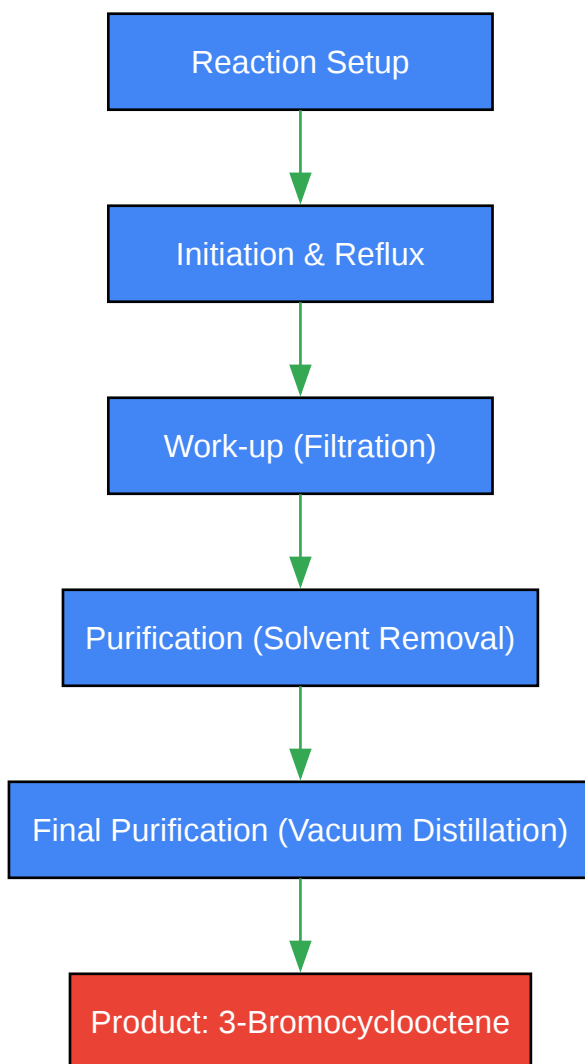 Reaction Setup
Initiation & Reflux
Work-up (Filtration)
Purification (Solvent Removal)
Final Purification (Vacuum Distillation)
Product: 3-Bromocyclooctene